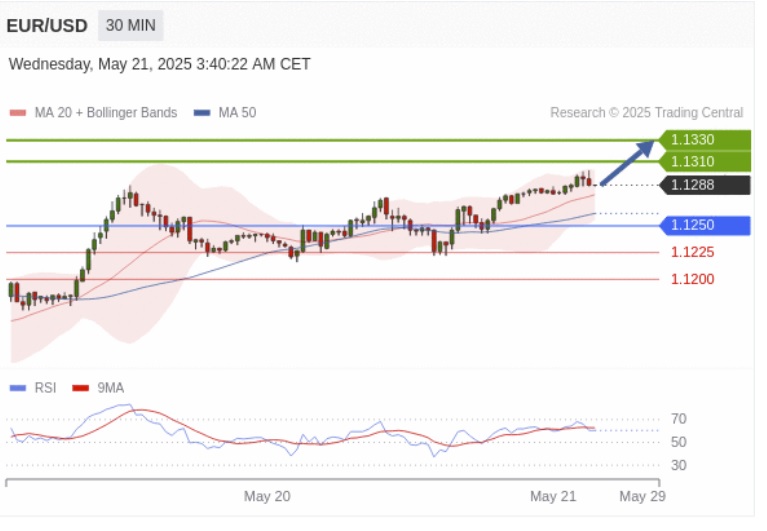 EUR/USD 30 MIN
Wednesday, May 21, 2025 3:40:22 AM CET
MA 20 + Bollinger Bands MA 50 Research © 2025 Trading Central
1.1330
1.1310
1.1288
1.1250
1.1225
1.1200
RSI 9MA
70
50
30
May 20 May 21 May 29